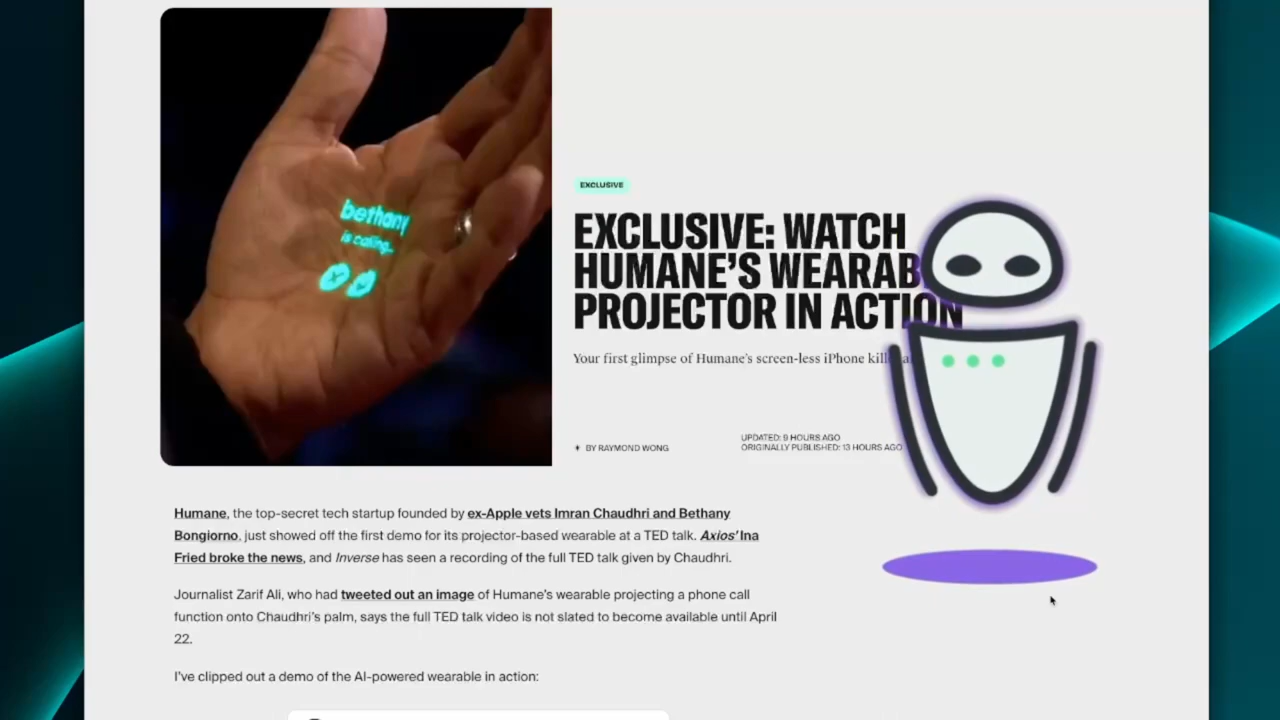 bethany
is calling...
EXCLUSIVE
EXCLUSIVE: WATCH
HUMANE'S WEARAB
PROJECTOR IN ACTION
Your first glimpse of Humane's screen-less iPhone
BY RAYMOND WONG
UPDATED: 9 HOURS AGO
ORIGINALLY PUBLISHED: 13 HOURS AGO
Humane, the top-secret tech startup founded by ex-Apple vets Imran Chaudhri and Bethany
Bongiorno, just showed off the first demo for its projector-based wearable at a TED talk. Axios' Ina
Fried broke the news, and Inverse has seen a recording of the full TED talk given by Chaudhri.
Journalist Zarif Ali, who had tweeted out an image of Humane's wearable projecting a phone call
function onto Chaudhri's palm, says the full TED talk video is not slated to become available until April
22.
I've clipped out a demo of the AI-powered wearable in action: